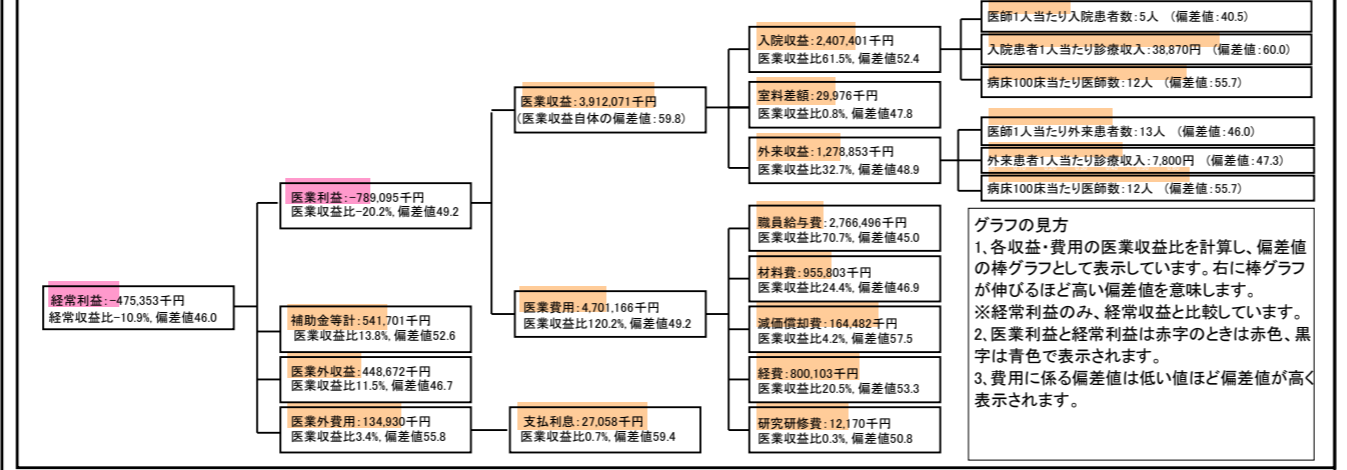 経常利益:-475,353千円
経常収支比-10.9%, 偏差値46.0
医業利益:-789,095千円
医業収益比-20.2%, 偏差値49.2
補助金等計:541,701千円
医業収益比13.8%, 偏差値52.6
医業外収益:448,672千円
医業収益比11.5%, 偏差値46.7
医業外費用:134,930千円
医業収益比3.4%, 偏差値55.8
医業収益:3,912,071千円
(医業収益自体の偏差値:59.8)
医業費用:4,701,166千円
医業収益比120.2%, 偏差値49.2
支払利息:27,058千円
医業収益比0.7%, 偏差値59.4
入院収益:2,407,401千円
医業収益比61.5%, 偏差値52.4
室料差額:29,976千円
医業収益比0.8%, 偏差値47.8
外来収益:1,278,853千円
医業収益比32.7%, 偏差値48.9
職員給与費:2,766,496千円
医業収益比70.7%, 偏差値45.0
材料費:955,803千円
医業収益比24.4%, 偏差値46.9
減価償却費:164,482千円
医業収益比4.2%, 偏差値57.5
経費:800,103千円
医業収益比20.5%, 偏差値53.3
研究研修費:12,170千円
医業収益比0.3%, 偏差値50.8
医師1人当たり入院患者数:5人 (偏差値:40.5)
入院患者1人当たり診療収入:38,870円 (偏差値:60.0)
病床100床当たり医師数:12人 (偏差値:55.7)
医師1人当たり外来患者数:13人 (偏差値:46.0)
外来患者1人当たり診療収入:7,800円 (偏差値:47.3)
病床100床当たり医師数:12人 (偏差値:55.7)
グラフの見方
1、各収益・費用の医業収益比を計算し、偏差値
の棒グラフとして表示しています。右に棒グラフ
が伸びるほど高い偏差値を意味します。
※経常利益のみ、経常収益と比較しています。
2、医業利益と経常利益は赤字のときは赤色、黒
字は青色で表示されます。
3、費用に係る偏差値は低い値ほど偏差値が高く
表示されます。